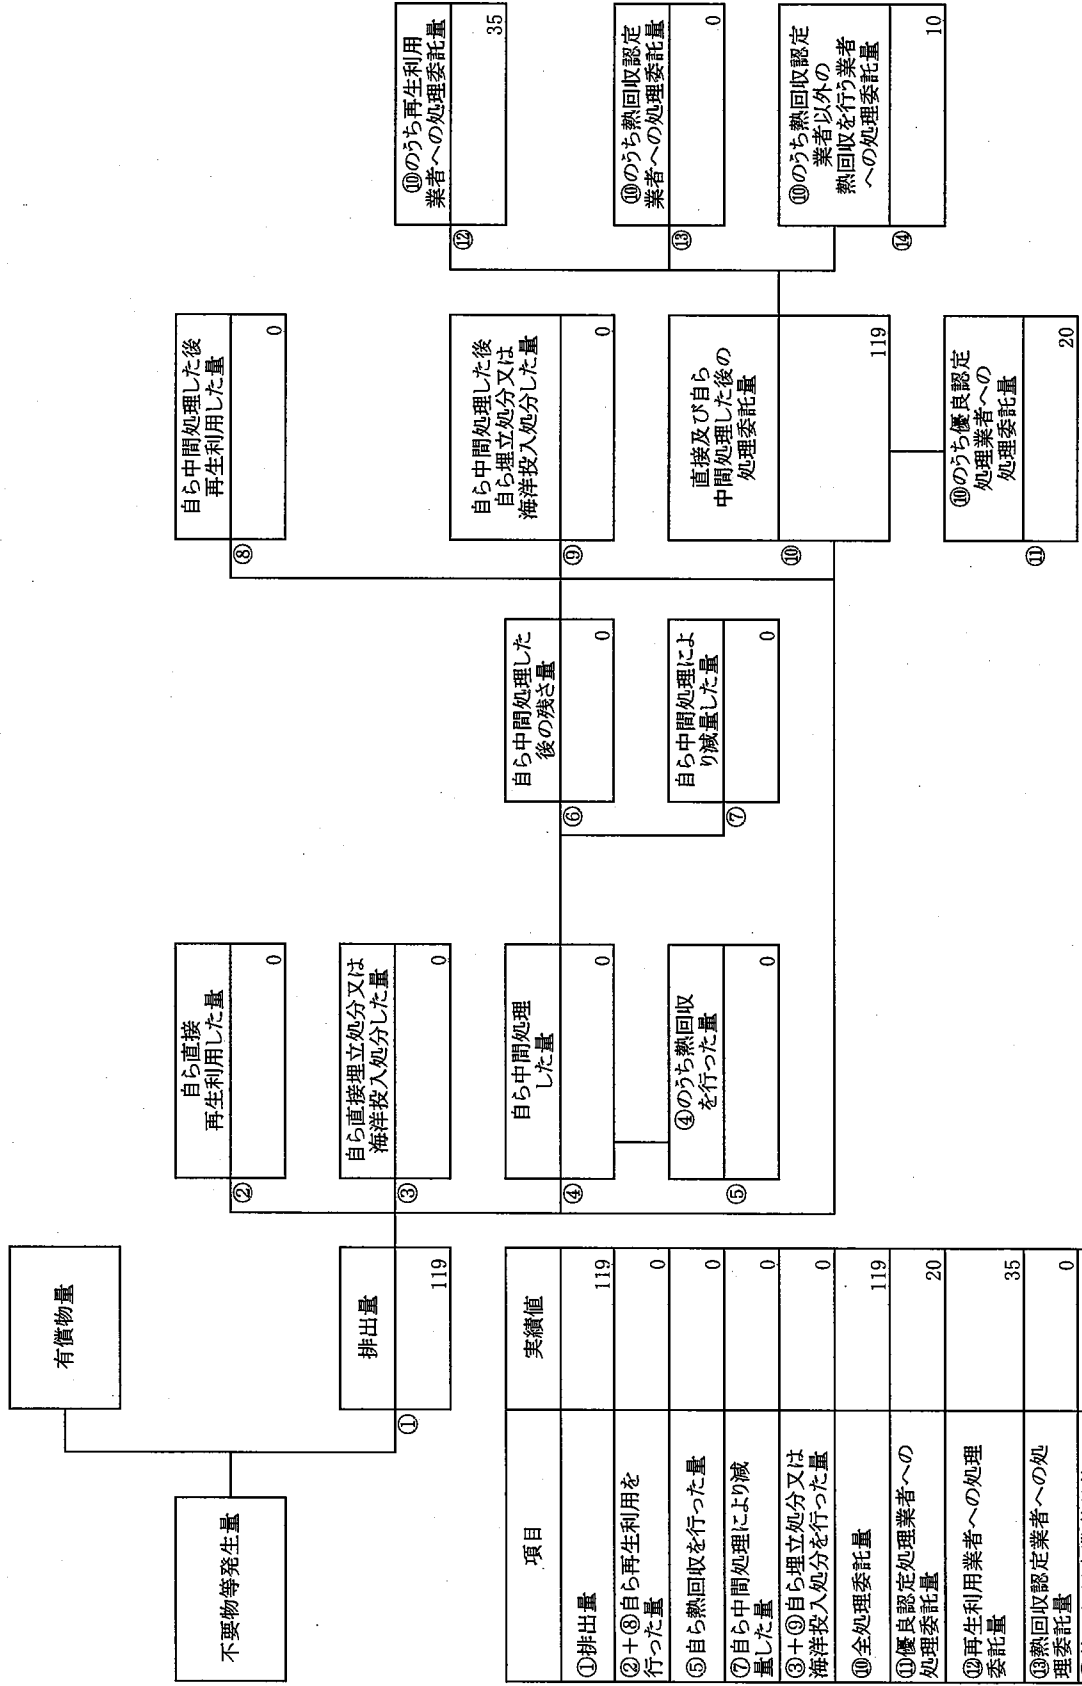 有償物量
不要物等発生量
排出量
①
119
自ら直接
再生利用した量
②
0
自ら直接埋立処分又は
海洋投入処分した量
③
0
自ら中間処理
した量
④
0
④のうち熱回収
を行った量
⑤
0
自ら中間処理した
後の残さ量
⑥
0
自ら中間処理によ
り減量した量
⑦
0
自ら中間処理した後
再生利用した量
⑧
0
自ら中間処理した後
自ら埋立処分又は
海洋投入処分した量
⑨
0
直接及び自ら
中間処理した後の
処理委託量
⑩
119
⑩のうち優良認定
処理業者への
処理委託量
⑪
20
⑩のうち再生利用
業者への処理委託量
⑫
35
⑩のうち熱回収認定
業者への処理委託量
⑬
0
⑩のうち熱回収認定
業者以外の
熱回収を行う業者
への処理委託量
⑭
10
項目 実績値
①排出量 119
②+⑧自ら再生利用を
行った量 0
⑤自ら熱回収を行った量 0
⑦自ら中間処理により減
量した量 0
③+⑨自ら埋立処分又は
海洋投入処分を行った量 0
⑩全処理委託量 119
⑪優良認定処理業者への
処理委託量 20
⑫再生利用業者への処理
委託量 35
⑬熱回収認定業者への処
理委託量 0